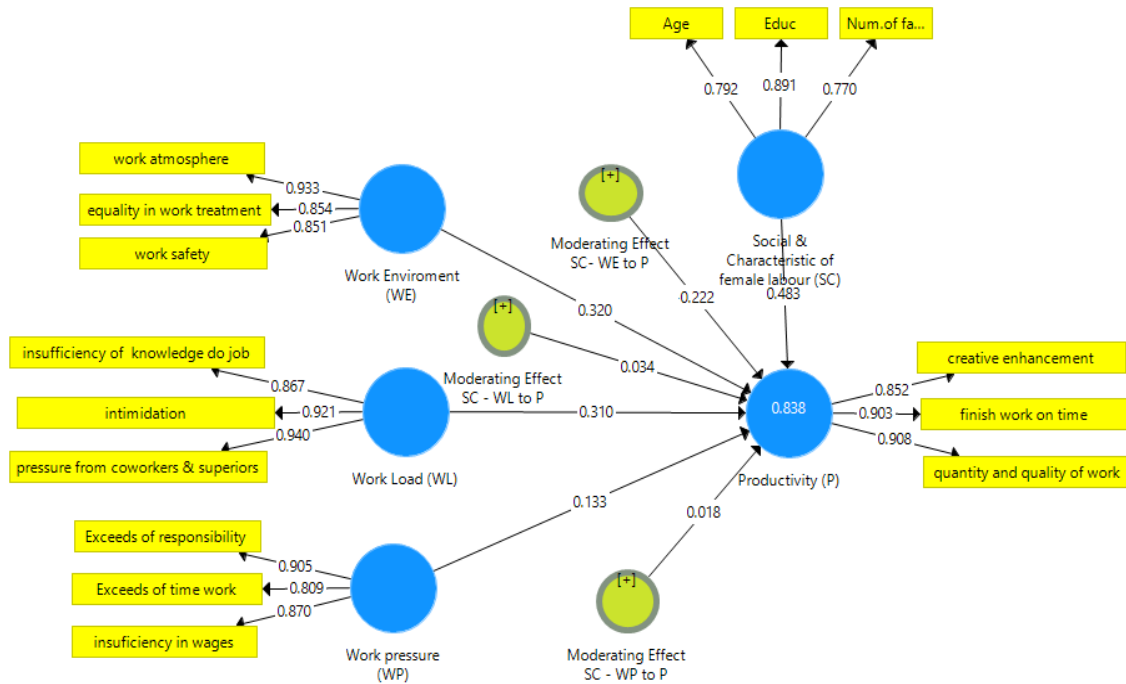 Age
Educ
Num.of fa...
0.792
0.891
0.770
work atmosphere
equality in work treatment
work safety
0.933
0.854
0.851
Work Enviroment
(WE)
[+]
Moderating Effect
SC- WE to P
Social &
Characteristic of
female labour (SC)
-0.222
0.483
0.320
[+]
Moderating Effect
SC - WL to P
0.034
insufficiency of knowledge do job
intimidation
pressure from coworkers & superiors
0.867
0.921
0.940
Work Load (WL)
0.310
0.838
Productivity (P)
creative enhancement
finish work on time
quantity and quality of work
0.852
0.903
0.908
0.133
0.018
Exceeds of responsibility
Exceeds of time work
insuficiency in wages
0.905
0.809
0.870
Work pressure
(WP)
[+]
Moderating Effect
SC - WP to P